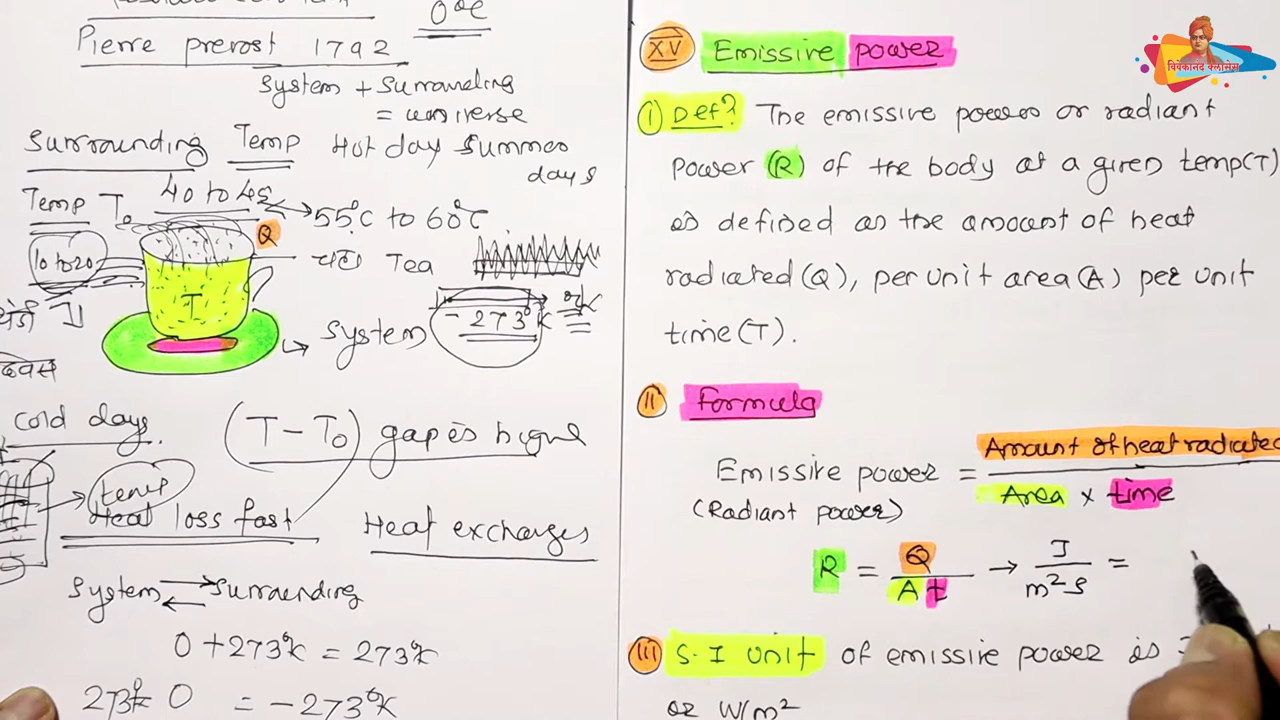 0°C
Pierre prevost 1792
System + Surrounding
= universe
Surrounding Temp Hot day Summer
days
Temp T₀ 40 to 45
55°C to 60°C
Q
10 to 20
चहा Tea
T
System
-273°K
थंडी
दिवस
Cold days.
(T-T₀) gap is high
temp
Heat loss fast
Heat exchanges
System ⇄ Surrounding
0+273°K = 273°K
273°K 0 = -273°K
XV Emissive power
विवेकानंद क्लासेस
I Def? The emissive power or radiant
power (R) of the body at a given temp(T)
is defined as the amount of heat
radiated (Q), per unit area (A) per unit
time (T).
II Formula
Emissive power = Amount of heat radiated
Area × time
(Radiant power)
R = Q / A t → J / m²s =
III S.I unit of emissive power is
or W/m²